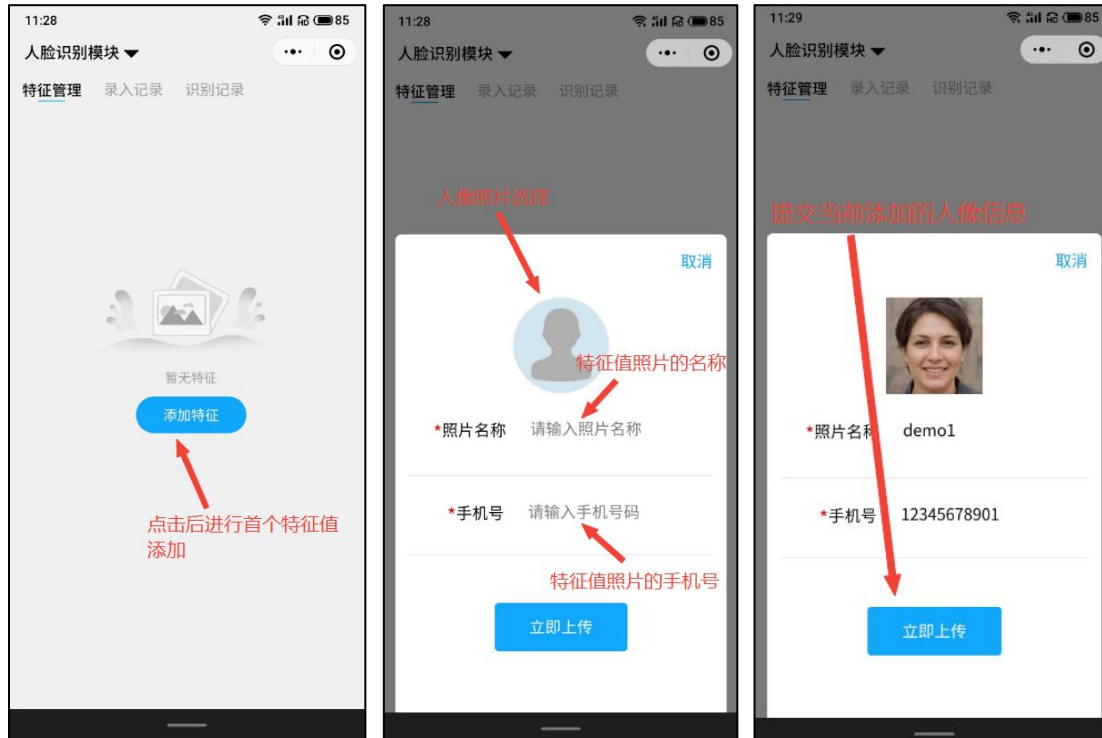 11:28
85
人脸识别模块
特征管理 录入记录 识别记录
暂无特征
添加特征
点击后进行首个特征值
添加
11:28
85
人脸识别模块
特征管理 录入记录 识别记录
人像照片选择
取消
特征值照片的名称
*照片名称 请输入照片名称
*手机号 请输入手机号码
特征值照片的手机号
立即上传
11:29
85
人脸识别模块
特征管理 录入记录 识别记录
提交当前添加的人像信息
取消
*照片名称 demo1
*手机号 12345678901
立即上传